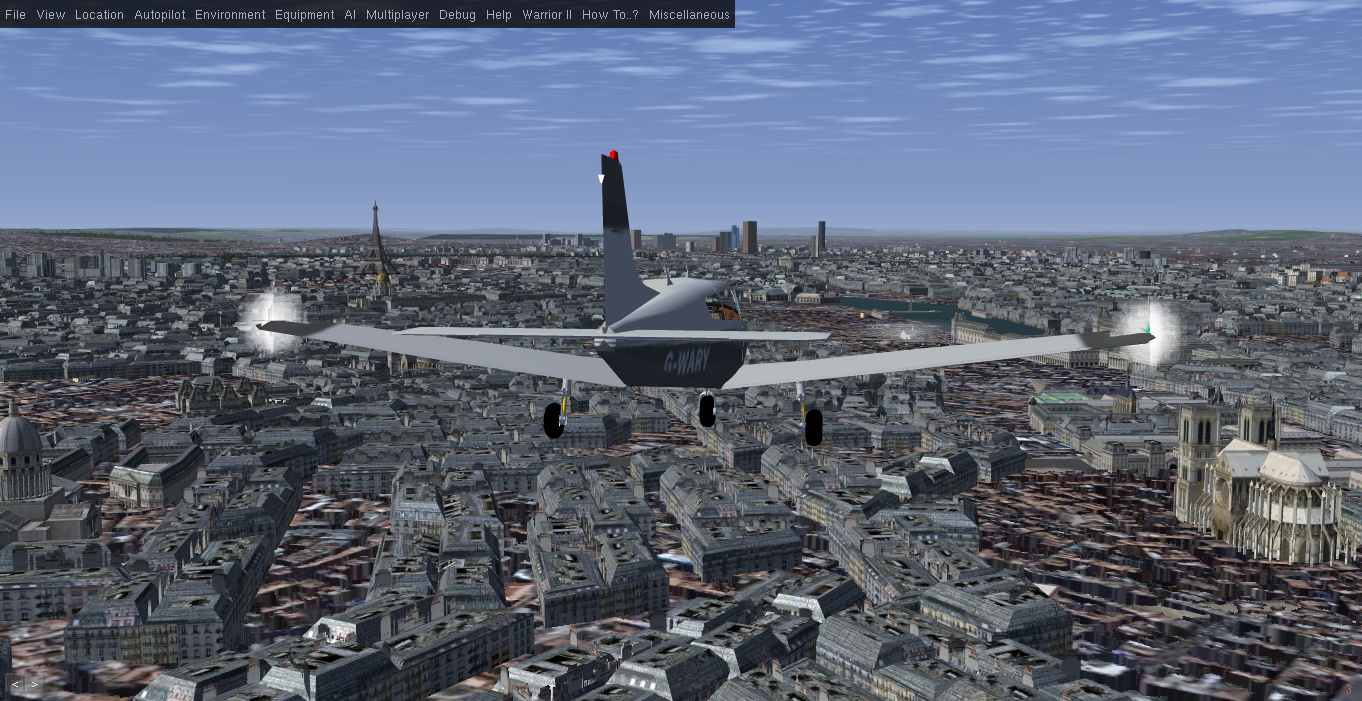 File View Location Autopilot Environment Equipment AI Multiplayer Debug Help Warrior II How To..? Miscellaneous
G-WARY
< >
3